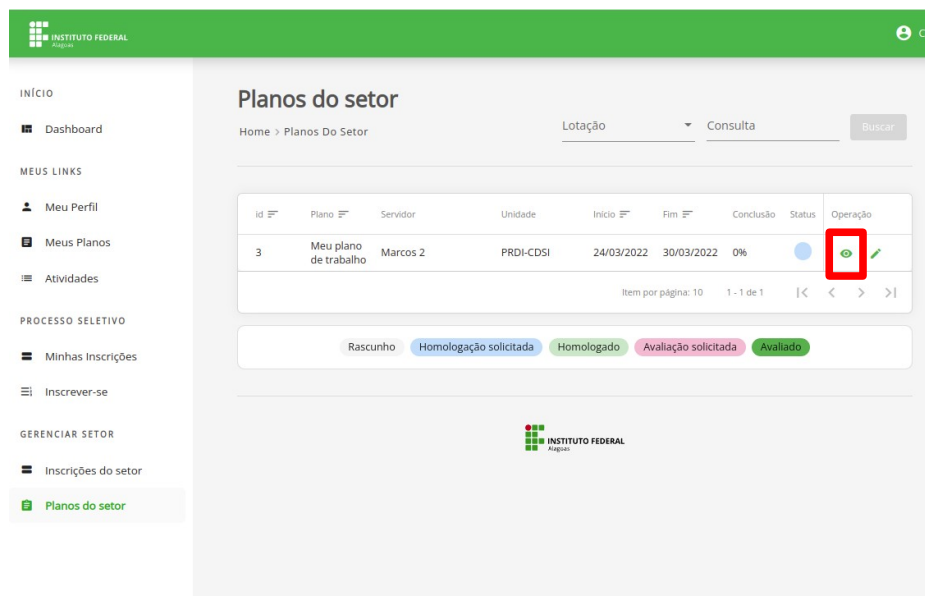 INSTITUTO FEDERAL
Alagoas
INÍCIO
Dashboard
MEUS LINKS
Meu Perfil
Meus Planos
Atividades
PROCESSO SELETIVO
Minhas Inscrições
Inscrever-se
GERENCIAR SETOR
Inscrições do setor
Planos do setor
Planos do setor
Home > Planos Do Setor
Lotação Consulta Buscar
id Plano Servidor Unidade Início Fim Conclusão Status Operação
3 Meu plano de trabalho Marcos 2 PRDI-CDSI 24/03/2022 30/03/2022 0%
Item por página: 10 1 - 1 de 1
Rascunho Homologação solicitada Homologado Avaliação solicitada Avaliado
INSTITUTO FEDERAL
Alagoas